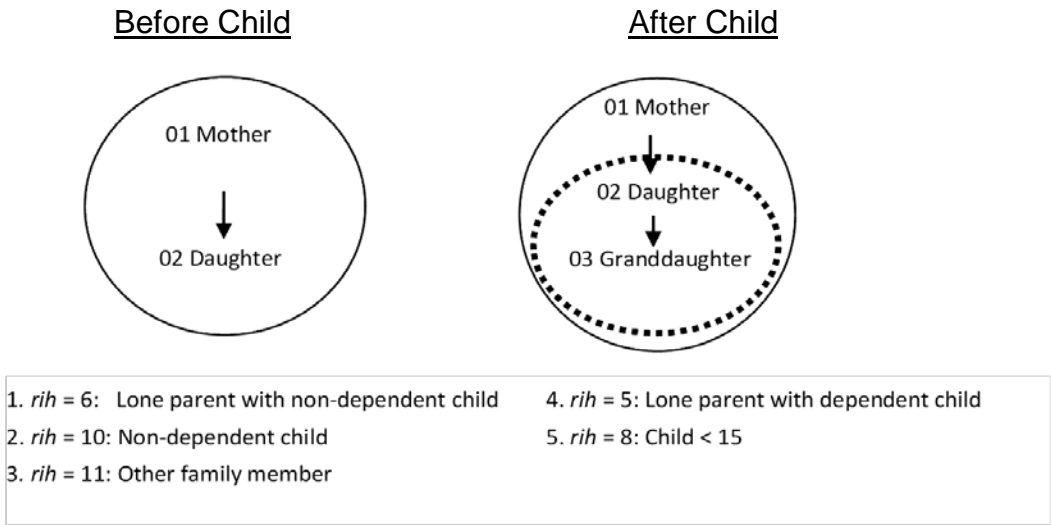 Before Child
After Child
01 Mother
02 Daughter
01 Mother
02 Daughter
03 Granddaughter
1. rih = 6: Lone parent with non-dependent child
2. rih = 10: Non-dependent child
3. rih = 11: Other family member
4. rih = 5: Lone parent with dependent child
5. rih = 8: Child < 15